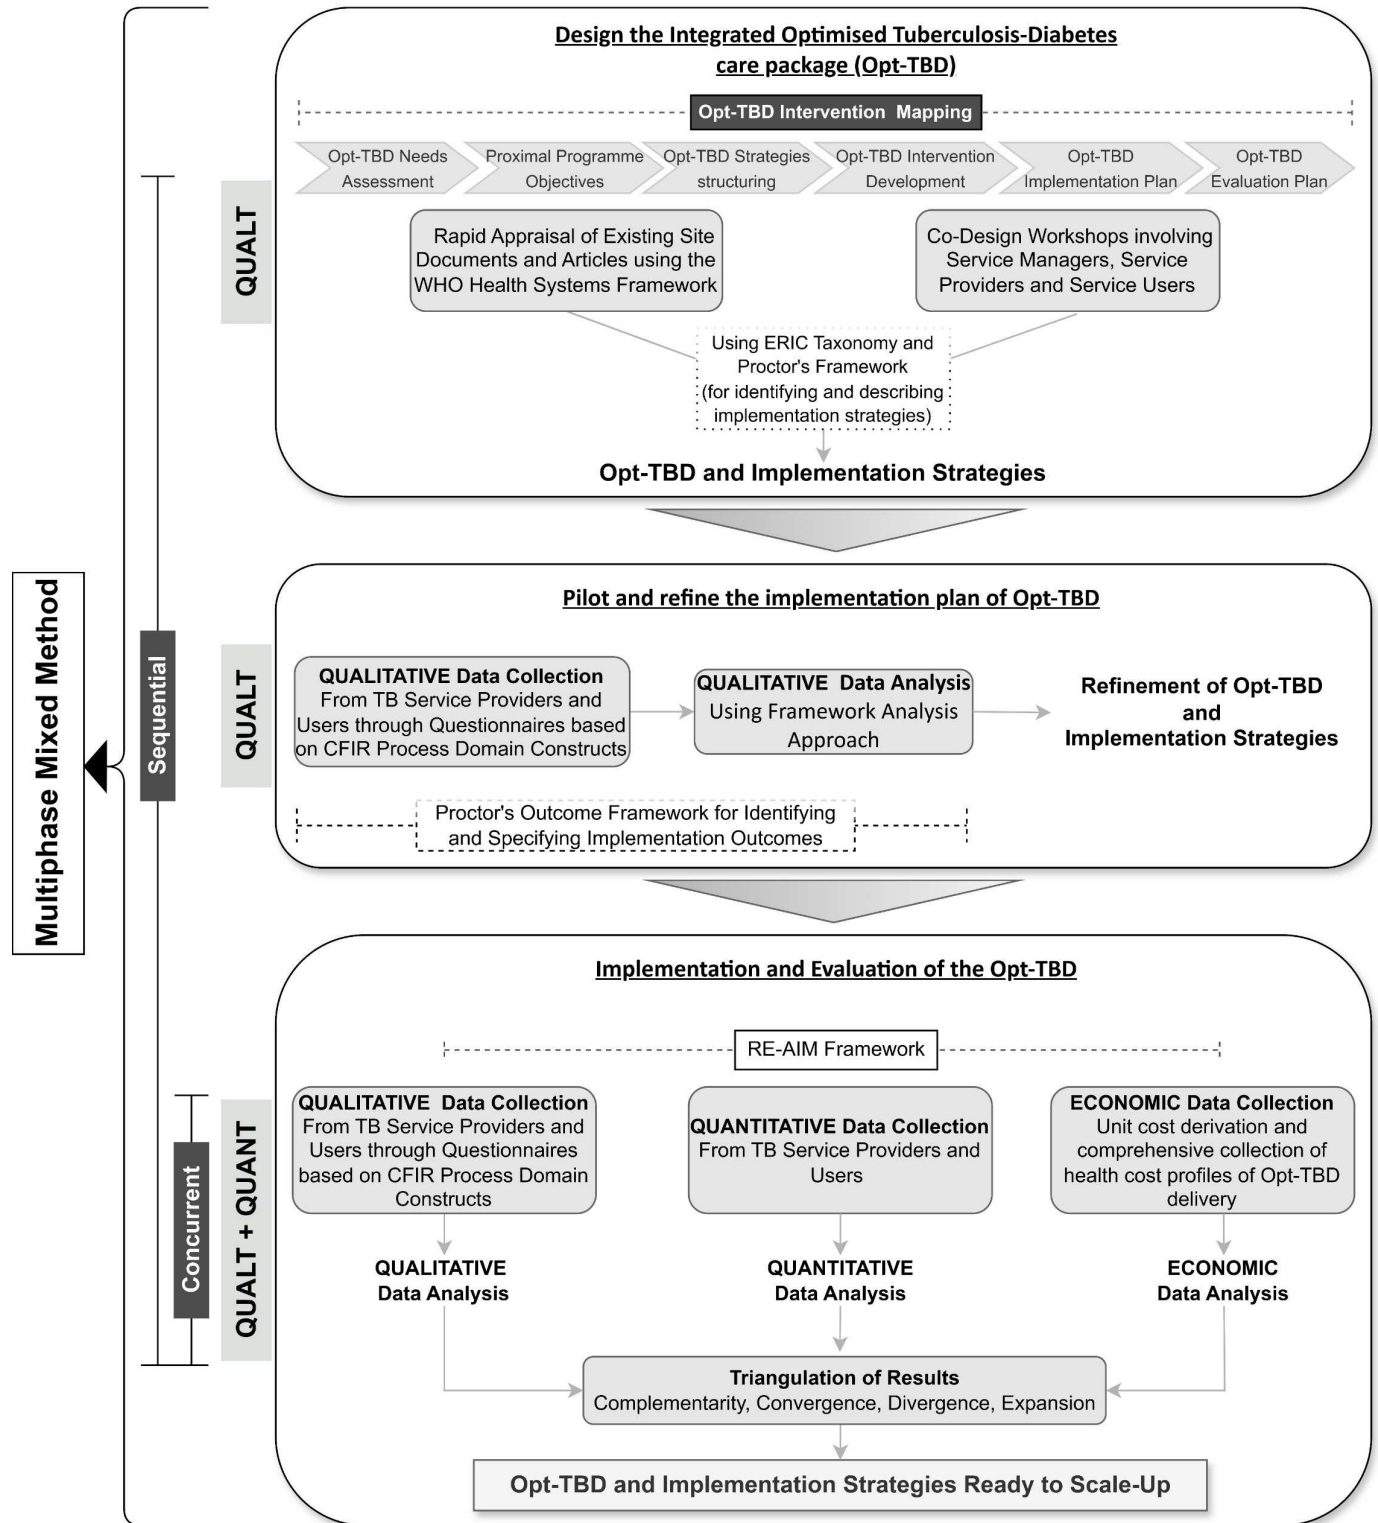 Multiphase Mixed Method
Sequential
Concurrent
QUALT
Design the Integrated Optimised Tuberculosis-Diabetes
care package (Opt-TBD)
Opt-TBD Intervention Mapping
Opt-TBD Needs
Assessment
Proximal Programme
Objectives
Opt-TBD Strategies
structuring
Opt-TBD Intervention
Development
Opt-TBD
Implementation Plan
Opt-TBD
Evaluation Plan
Rapid Appraisal of Existing Site
Documents and Articles using the
WHO Health Systems Framework
Co-Design Workshops involving
Service Managers, Service
Providers and Service Users
Using ERIC Taxonomy and
Proctor's Framework
(for identifying and describing
implementation strategies)
Opt-TBD and Implementation Strategies
QUALT
Pilot and refine the implementation plan of Opt-TBD
QUALITATIVE Data Collection
From TB Service Providers and
Users through Questionnaires based
on CFIR Process Domain Constructs
QUALITATIVE Data Analysis
Using Framework Analysis
Approach
Refinement of Opt-TBD
and
Implementation Strategies
Proctor's Outcome Framework for Identifying
and Specifying Implementation Outcomes
QUALT + QUANT
Implementation and Evaluation of the Opt-TBD
RE-AIM Framework
QUALITATIVE Data Collection
From TB Service Providers and
Users through Questionnaires
based on CFIR Process Domain
Constructs
QUANTITATIVE Data Collection
From TB Service Providers and
Users
ECONOMIC Data Collection
Unit cost derivation and
comprehensive collection of
health cost profiles of Opt-TBD
delivery
QUALITATIVE
Data Analysis
QUANTITATIVE
Data Analysis
ECONOMIC
Data Analysis
Triangulation of Results
Complementarity, Convergence, Divergence, Expansion
Opt-TBD and Implementation Strategies Ready to Scale-Up